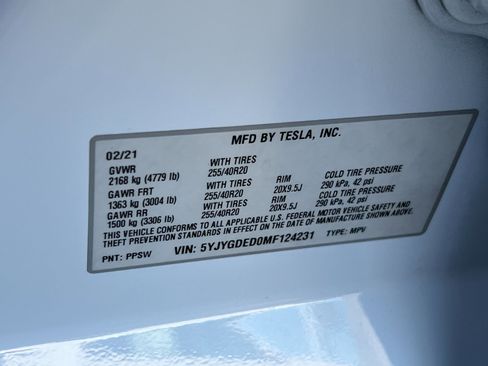 MFD BY TESLA, INC.
02/21
GVWR WITH TIRES
2168 kg (4779 lb) 255/40R20 RIM COLD TIRE PRESSURE
GAWR FRT WITH TIRES 20X9.5J 290 kPa, 42 psi
1363 kg (3004 lb) 255/40R20 RIM COLD TIRE PRESSURE
GAWR RR WITH TIRES 20X9.5J 290 kPa, 42 psi
1500 kg (3306 lb) 255/40R20
THIS VEHICLE CONFORMS TO ALL APPLICABLE U.S. FEDERAL MOTOR VEHICLE SAFETY AND
THEFT PREVENTION STANDARDS IN EFFECT ON THE DATE OF MANUFACTURE SHOWN ABOVE.
PNT: PPSW VIN: 5YJYGDED0MF124231 TYPE: MPV